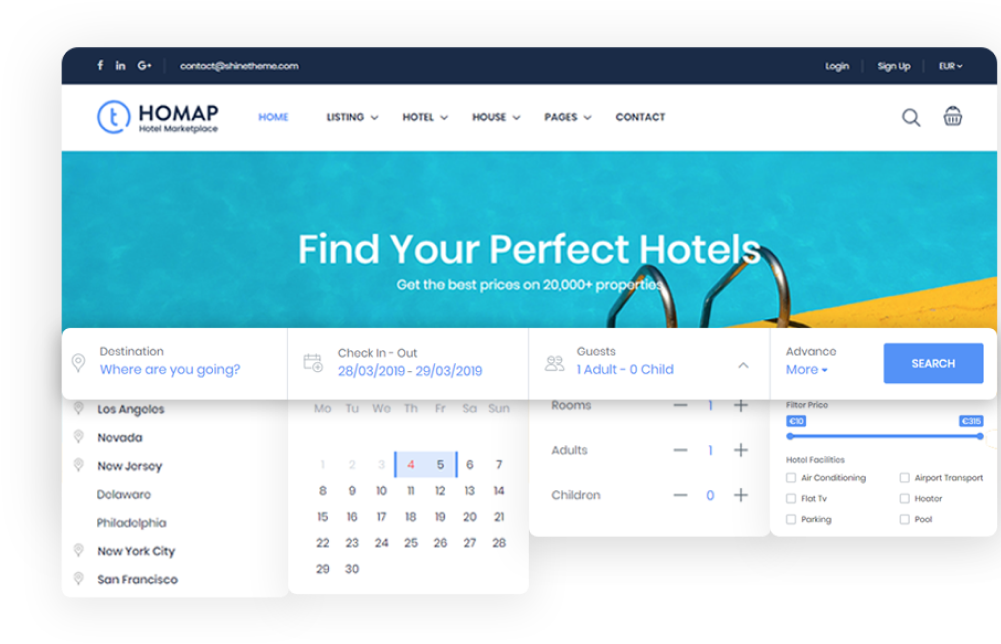 f in G+ contact@shinetheme.com Login Sign Up EUR
HOMAP
Hotel Marketplace
HOME LISTING HOTEL HOUSE PAGES CONTACT
Find Your Perfect Hotels
Get the best prices on 20,000+ properties
Destination
Where are you going?
Check In - Out
28/03/2019 - 29/03/2019
Guests
1 Adult - 0 Child
Advance
More
SEARCH
Los Angeles
Nevada
New Jersey
Delaware
Philadelphia
New York City
San Francisco
Mo Tu We Th Fr Sa Sun
1 2 3 4 5 6 7
8 9 10 11 12 13 14
15 16 17 18 19 20 21
22 23 24 25 26 27 28
29 30
Rooms — 1 +
Adults — 1 +
Children — 0 +
Filter Price
€10 €315
Hotel Facilities
Air Conditioning Airport Transport
Flat Tv Heater
Parking Pool